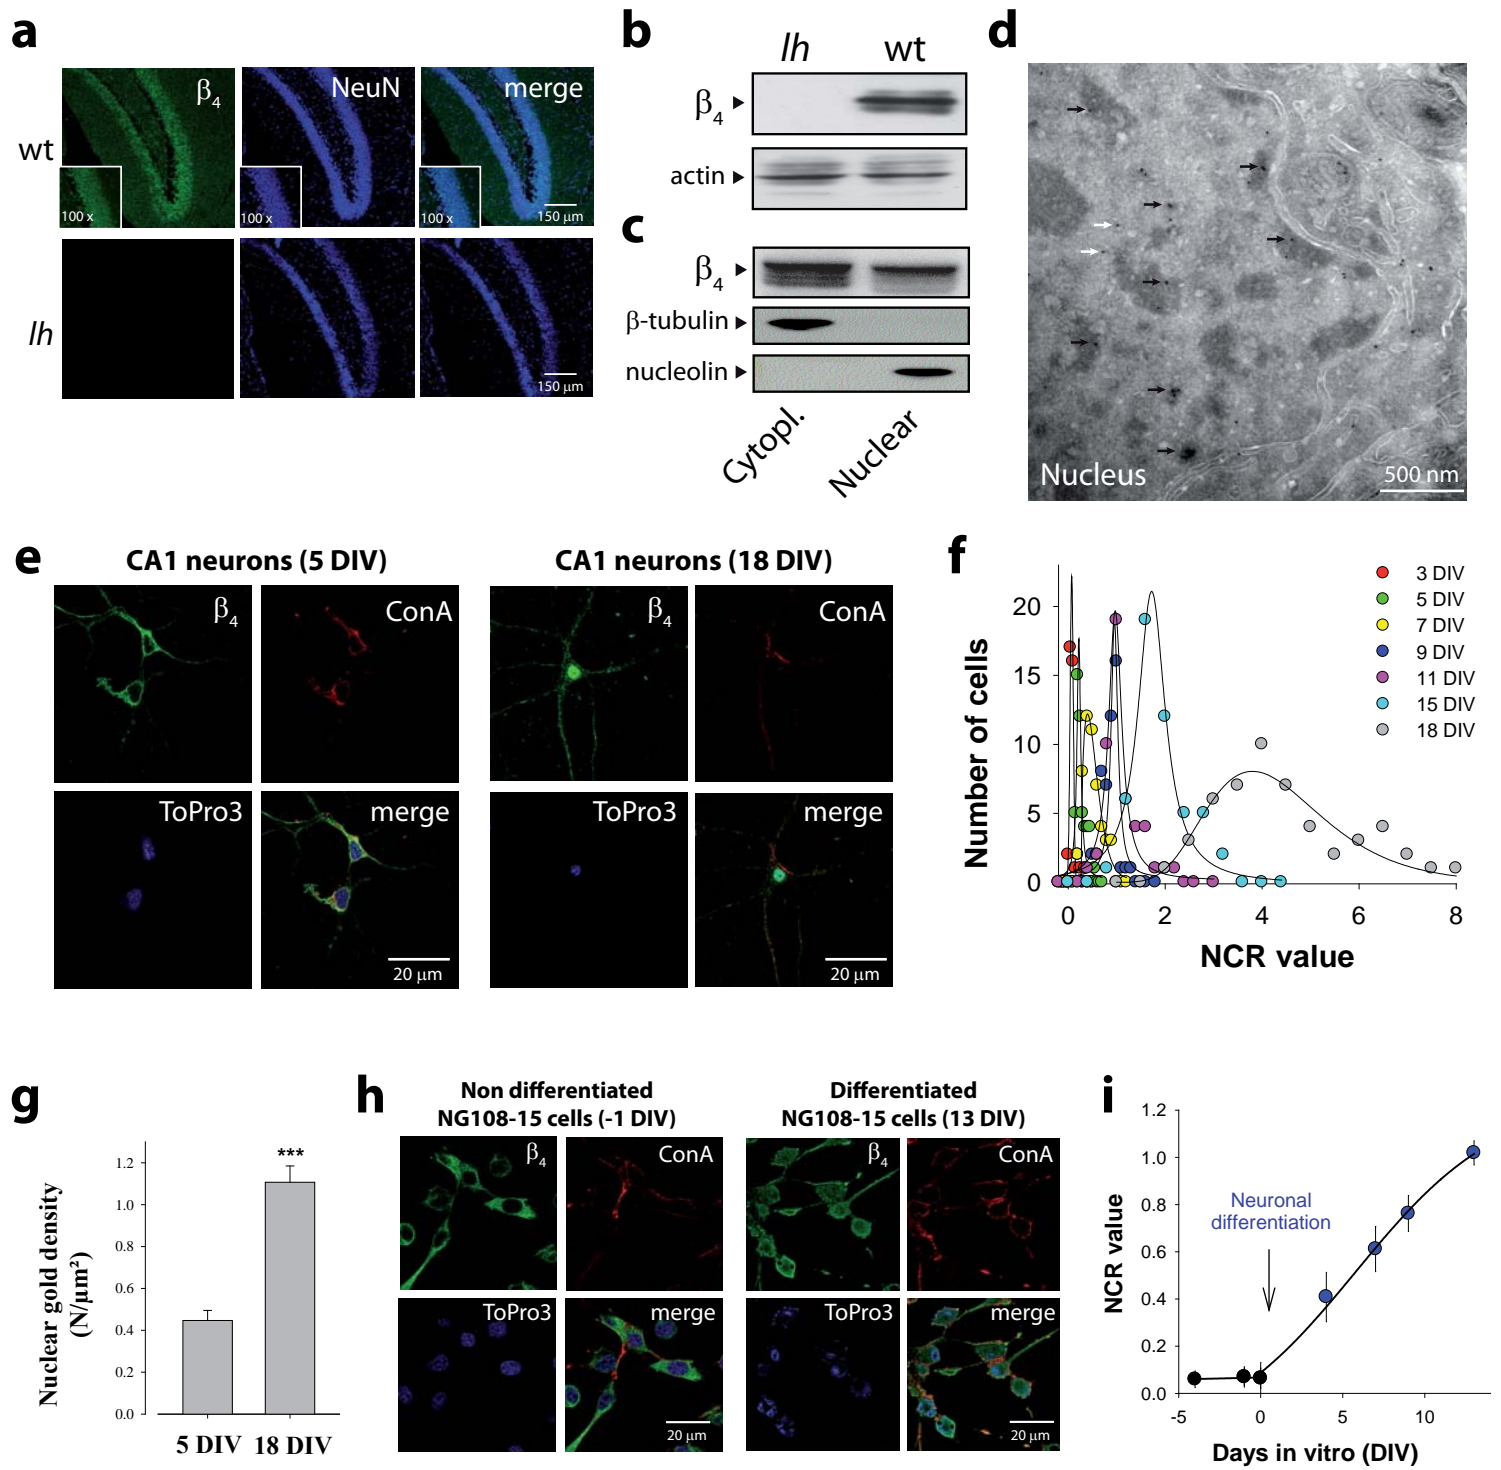 a
β4
NeuN
merge
wt
100 x
100 x
100 x
150 μm
lh
150 μm
b
lh
wt
β4
actin
c
β4
β-tubulin
nucleolin
Cytopl.
Nuclear
d
Nucleus
500 nm
e
CA1 neurons (5 DIV)
β4
ConA
ToPro3
merge
20 μm
CA1 neurons (18 DIV)
β4
ConA
ToPro3
merge
20 μm
f
Number of cells
20
15
10
5
0
0
2
4
6
8
NCR value
3 DIV
5 DIV
7 DIV
9 DIV
11 DIV
15 DIV
18 DIV
g
Nuclear gold density
(N/μm²)
1.2
1.0
0.8
0.6
0.4
0.2
0.0
***
5 DIV
18 DIV
h
Non differentiated
NG108-15 cells (-1 DIV)
β4
ConA
ToPro3
merge
20 μm
Differentiated
NG108-15 cells (13 DIV)
β4
ConA
ToPro3
merge
20 μm
i
NCR value
1.2
1.0
0.8
0.6
0.4
0.2
0.0
Neuronal
differentiation
-5
0
5
10
Days in vitro (DIV)